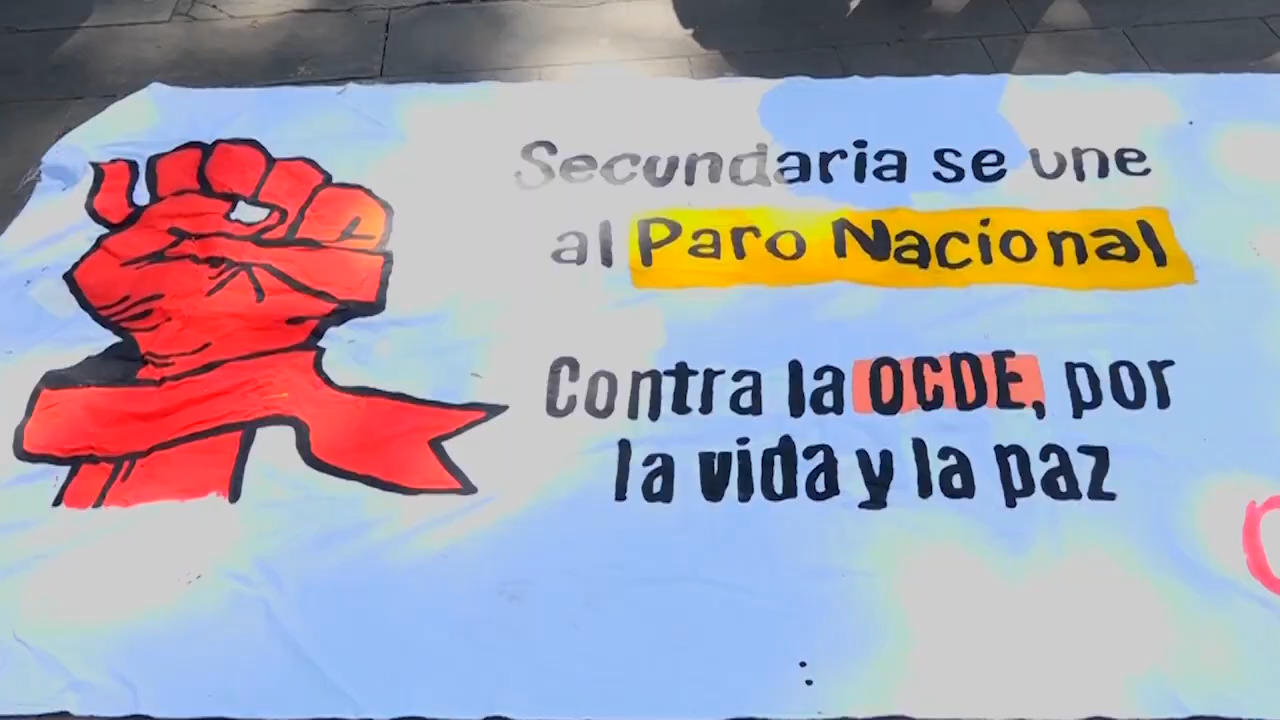 Secundaria se une
al Paro Nacional
Contra la OCDE, por
la vida y la paz